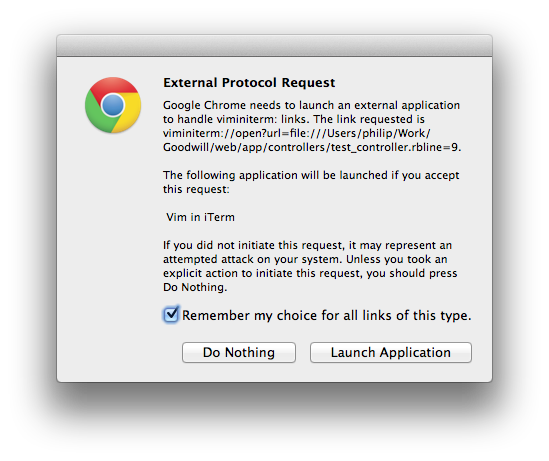 External Protocol Request
Google Chrome needs to launch an external application
to handle viminiterm: links. The link requested is
viminiterm://open?url=file:///Users/philip/Work/
Goodwill/web/app/controllers/test_controller.rbline=9.
The following application will be launched if you accept
this request:
Vim in iTerm
If you did not initiate this request, it may represent an
attempted attack on your system. Unless you took an
explicit action to initiate this request, you should press
Do Nothing.
Remember my choice for all links of this type.
Do Nothing
Launch Application